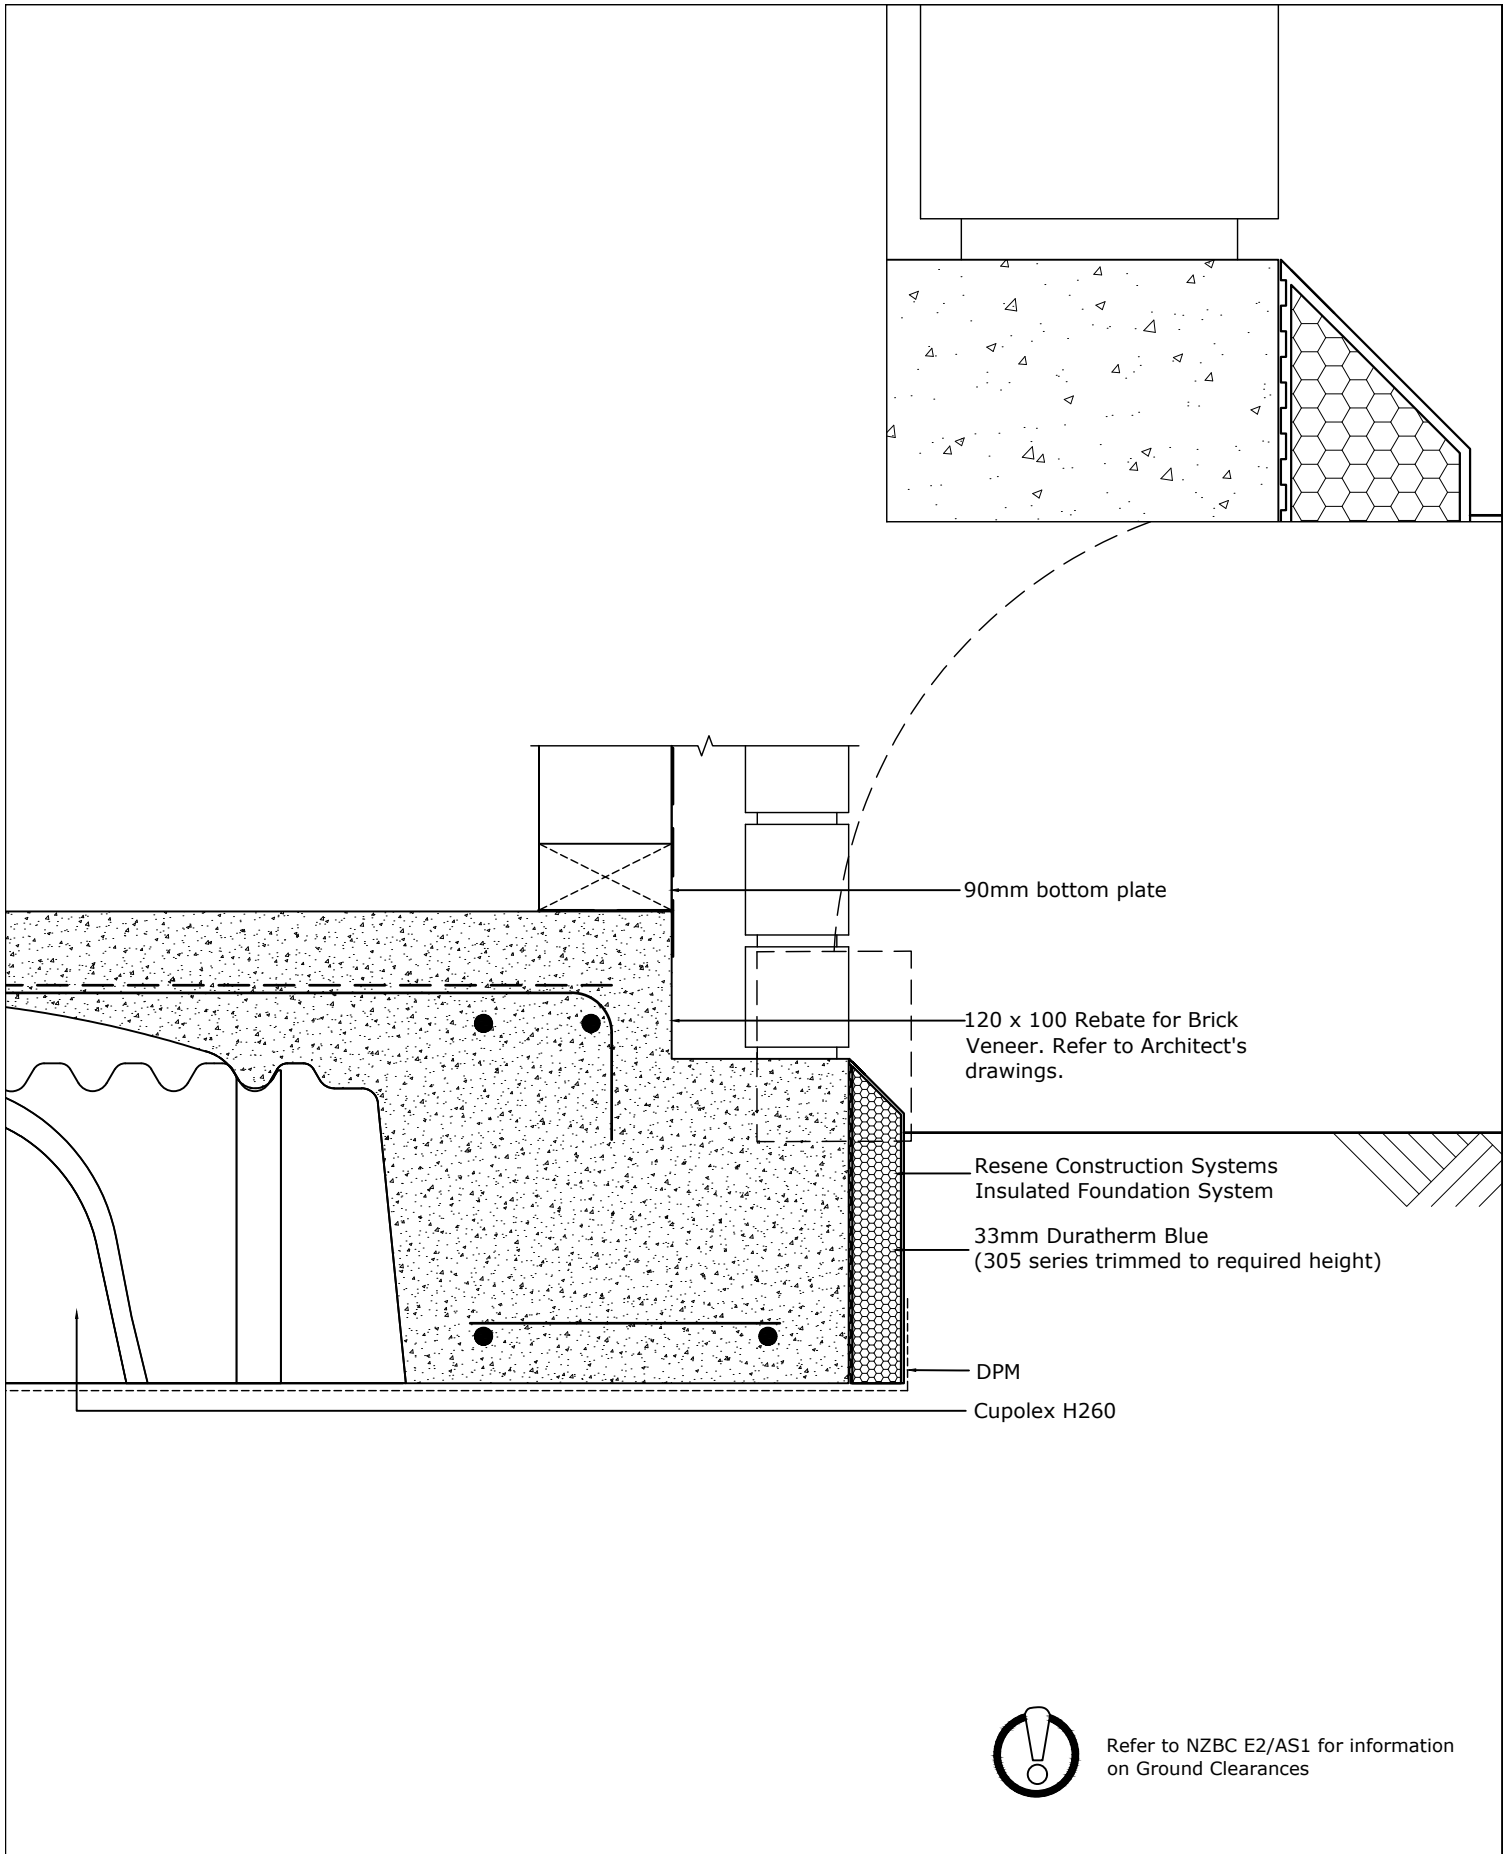 90mm bottom plate
120 x 100 Rebate for Brick
Veneer. Refer to Architect's
drawings.
Resene Construction Systems
Insulated Foundation System
33mm Duratherm Blue
(305 series trimmed to required height)
DPM
Cupolex H260
Refer to NZBC E2/AS1 for information
on Ground Clearances